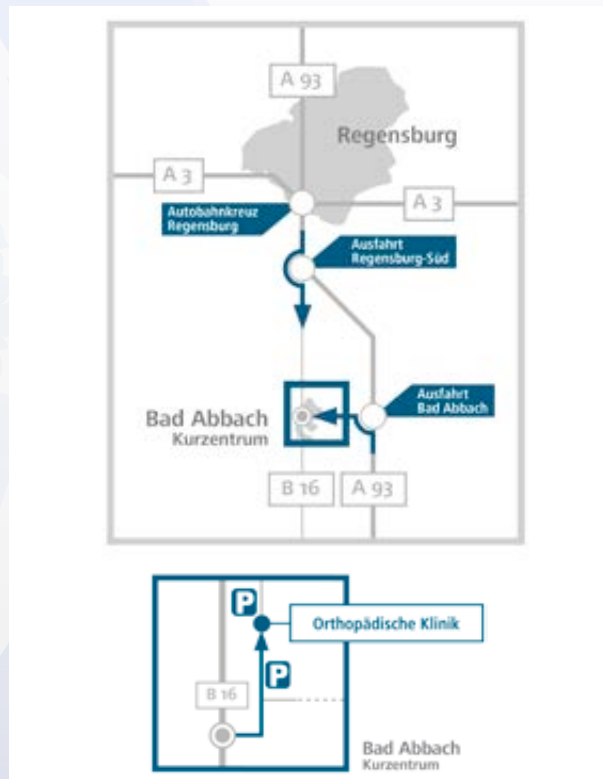 A 93
Regensburg
A 3
A 3
Autobahnkreuz
Regensburg
Ausfahrt
Regensburg-Süd
Ausfahrt
Bad Abbach
Bad Abbach
Kurzentrum
B 16
A 93
P
Orthopädische Klinik
P
B 16
Bad Abbach
Kurzentrum